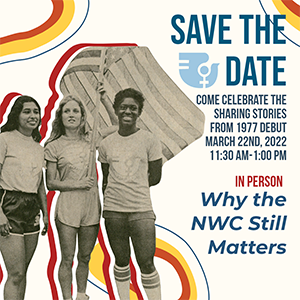 SAVE THE
DATE
COME CELEBRATE THE
SHARING STORIES
FROM 1977 DEBUT
MARCH 22ND, 2022
11:30 AM-1:00 PM
IN PERSON
Why the
NWC Still
Matters